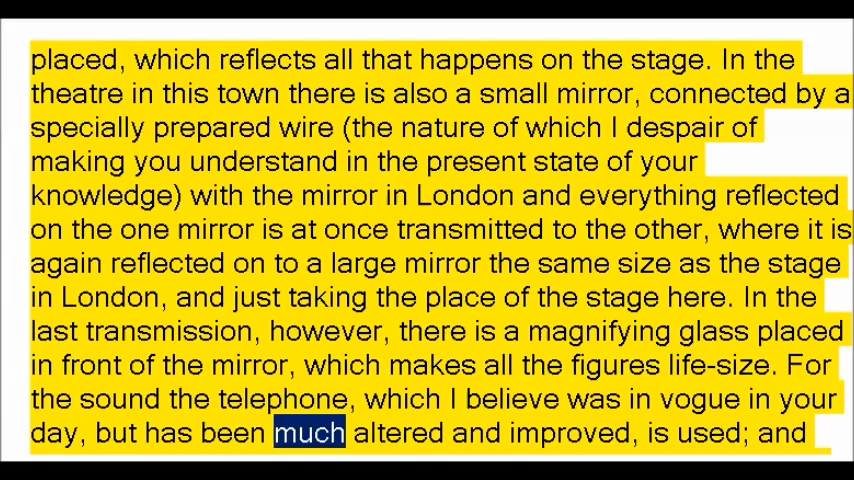 placed, which reflects all that happens on the stage. In the
theatre in this town there is also a small mirror, connected by a
specially prepared wire (the nature of which I despair of
making you understand in the present state of your
knowledge) with the mirror in London and everything reflected
on the one mirror is at once transmitted to the other, where it is
again reflected on to a large mirror the same size as the stage
in London, and just taking the place of the stage here. In the
last transmission, however, there is a magnifying glass placed
in front of the mirror, which makes all the figures life-size. For
the sound the telephone, which I believe was in vogue in your
day, but has been much altered and improved, is used; and